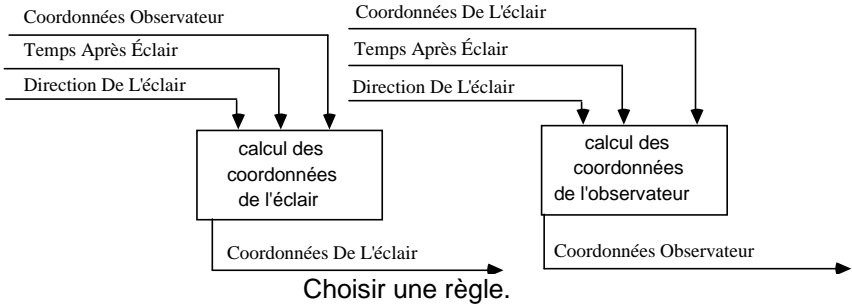 Coordonnées Observateur
Temps Après Éclair
Direction De L'éclair
calcul des
coordonnées
de l'éclair
Coordonnées De L'éclair
Coordonnées De L'éclair
Temps Après Éclair
Direction De L'éclair
calcul des
coordonnées
de l'observateur
Coordonnées Observateur
Choisir une règle.